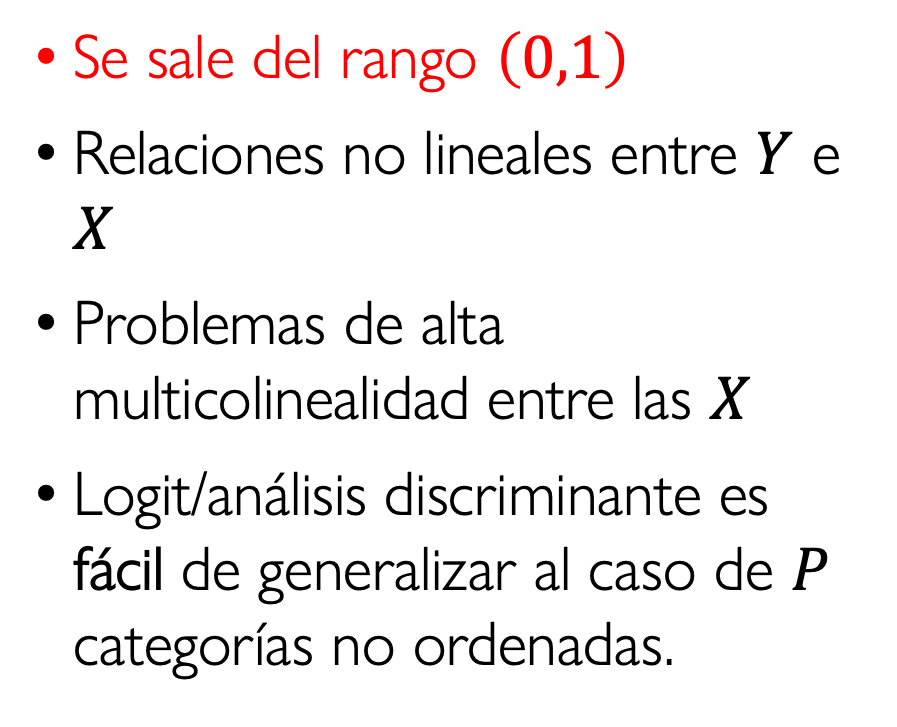 • Se sale del rango (0,1)
• Relaciones no lineales entre Y e
X
• Problemas de alta
multicolinealidad entre las X
• Logit/análisis discriminante es
fácil de generalizar al caso de P
categorías no ordenadas.